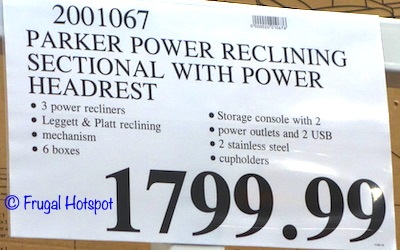 2001067
PARKER POWER RECLINING
SECTIONAL WITH POWER
HEADREST
• 3 power recliners
• Leggett & Platt reclining
• mechanism
• 6 boxes
• Storage console with 2
• power outlets and 2 USB
• 2 stainless steel
• cupholders
1799.99
© Frugal Hotspot